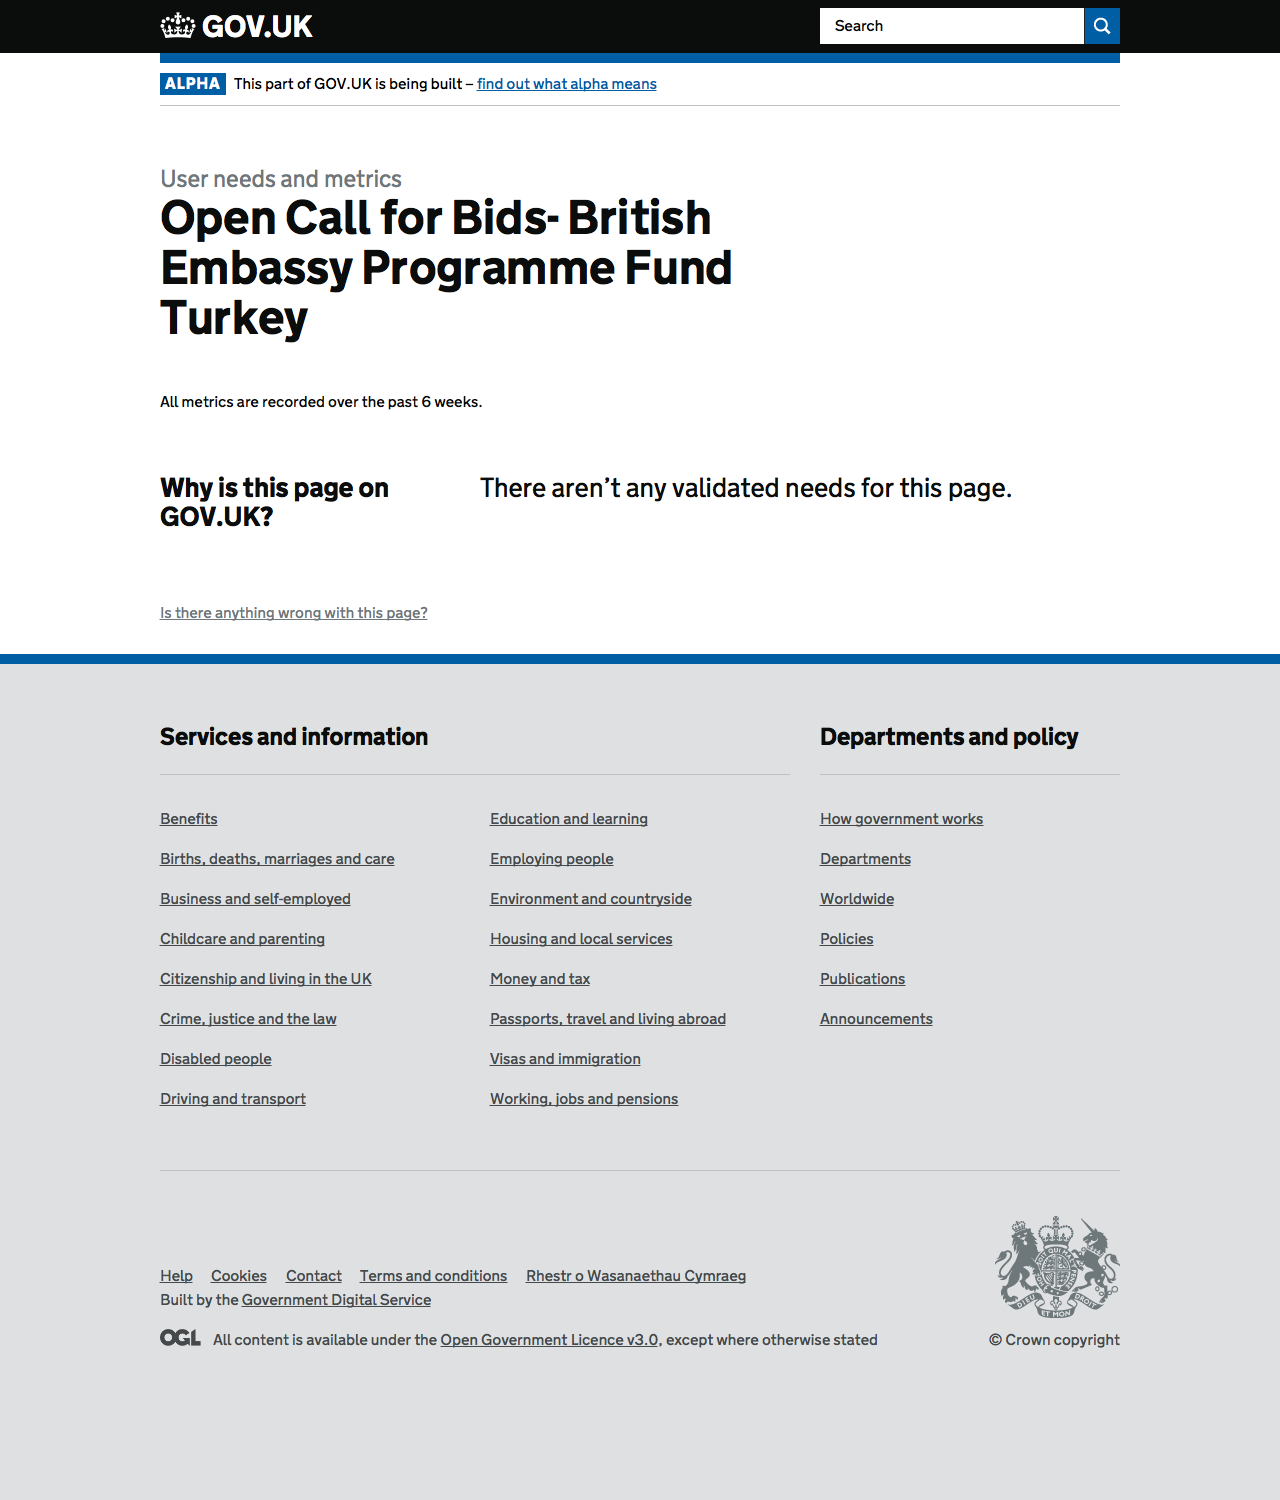 GOV.UK
Search
ALPHA This part of GOV.UK is being built – find out what alpha means
User needs and metrics
Open Call for Bids- British
Embassy Programme Fund
Turkey
All metrics are recorded over the past 6 weeks.
Why is this page on
GOV.UK?
There aren’t any validated needs for this page.
Is there anything wrong with this page?
Services and information
Benefits
Births, deaths, marriages and care
Business and self-employed
Childcare and parenting
Citizenship and living in the UK
Crime, justice and the law
Disabled people
Driving and transport
Education and learning
Employing people
Environment and countryside
Housing and local services
Money and tax
Passports, travel and living abroad
Visas and immigration
Working, jobs and pensions
Departments and policy
How government works
Departments
Worldwide
Policies
Publications
Announcements
Help Cookies Contact Terms and conditions Rhestr o Wasanaethau Cymraeg
Built by the Government Digital Service
OGL All content is available under the Open Government Licence v3.0, except where otherwise stated
DIEU ET MON DROIT
© Crown copyright